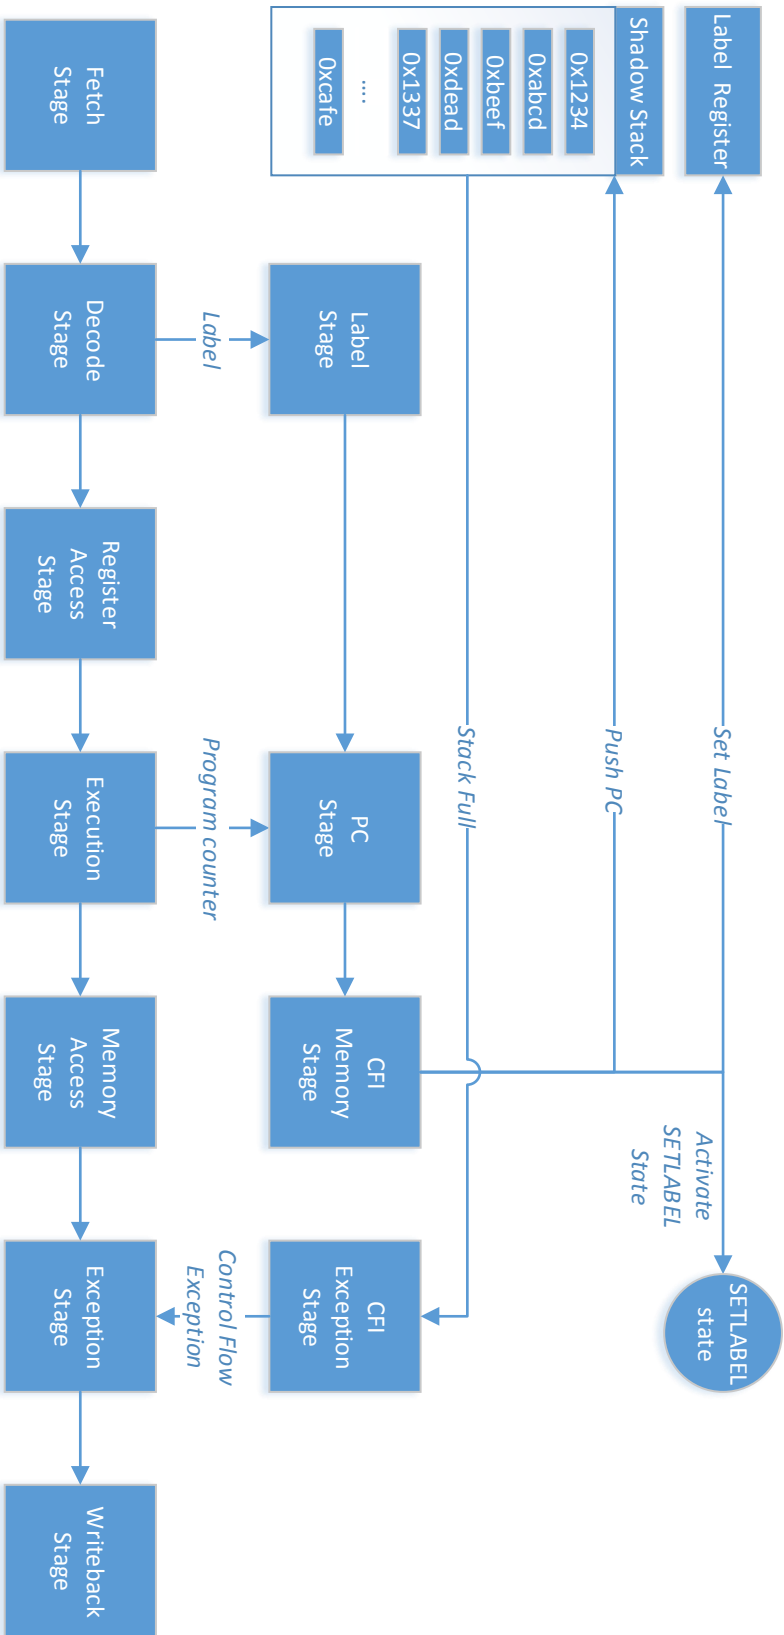 Label Register
Shadow Stack
0x1234
0xabcd
0xbeef
0xdead
0x1337
....
0xcafe
Set Label
Push PC
Stack Full
Activate
SETLABEL
State
SETLABEL
state
Label
Stage
PC
Stage
CFI
Memory
Stage
CFI
Exception
Stage
Label
Program counter
Control Flow
Exception
Fetch
Stage
Decode
Stage
Register
Access
Stage
Execution
Stage
Memory
Access
Stage
Exception
Stage
Writeback
Stage